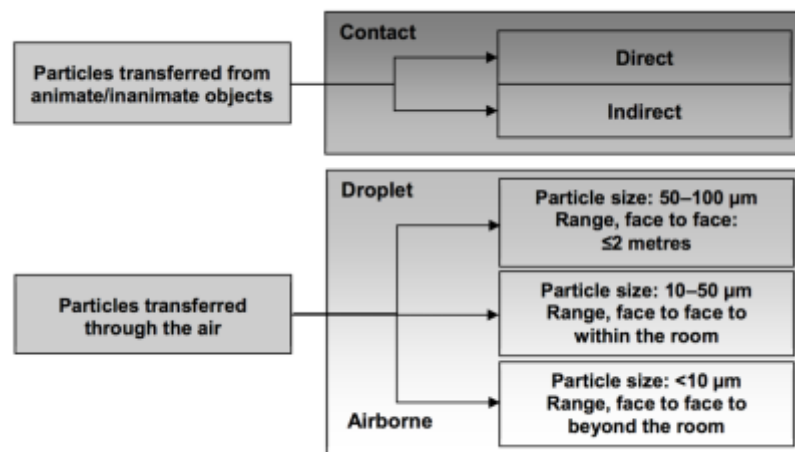 Contact
Particles transferred from
animate/inanimate objects
Direct
Indirect
Droplet
Particle size: 50–100 µm
Range, face to face:
≤2 metres
Particles transferred
through the air
Particle size: 10–50 µm
Range, face to face to
within the room
Particle size: <10 µm
Range, face to face to
beyond the room
Airborne